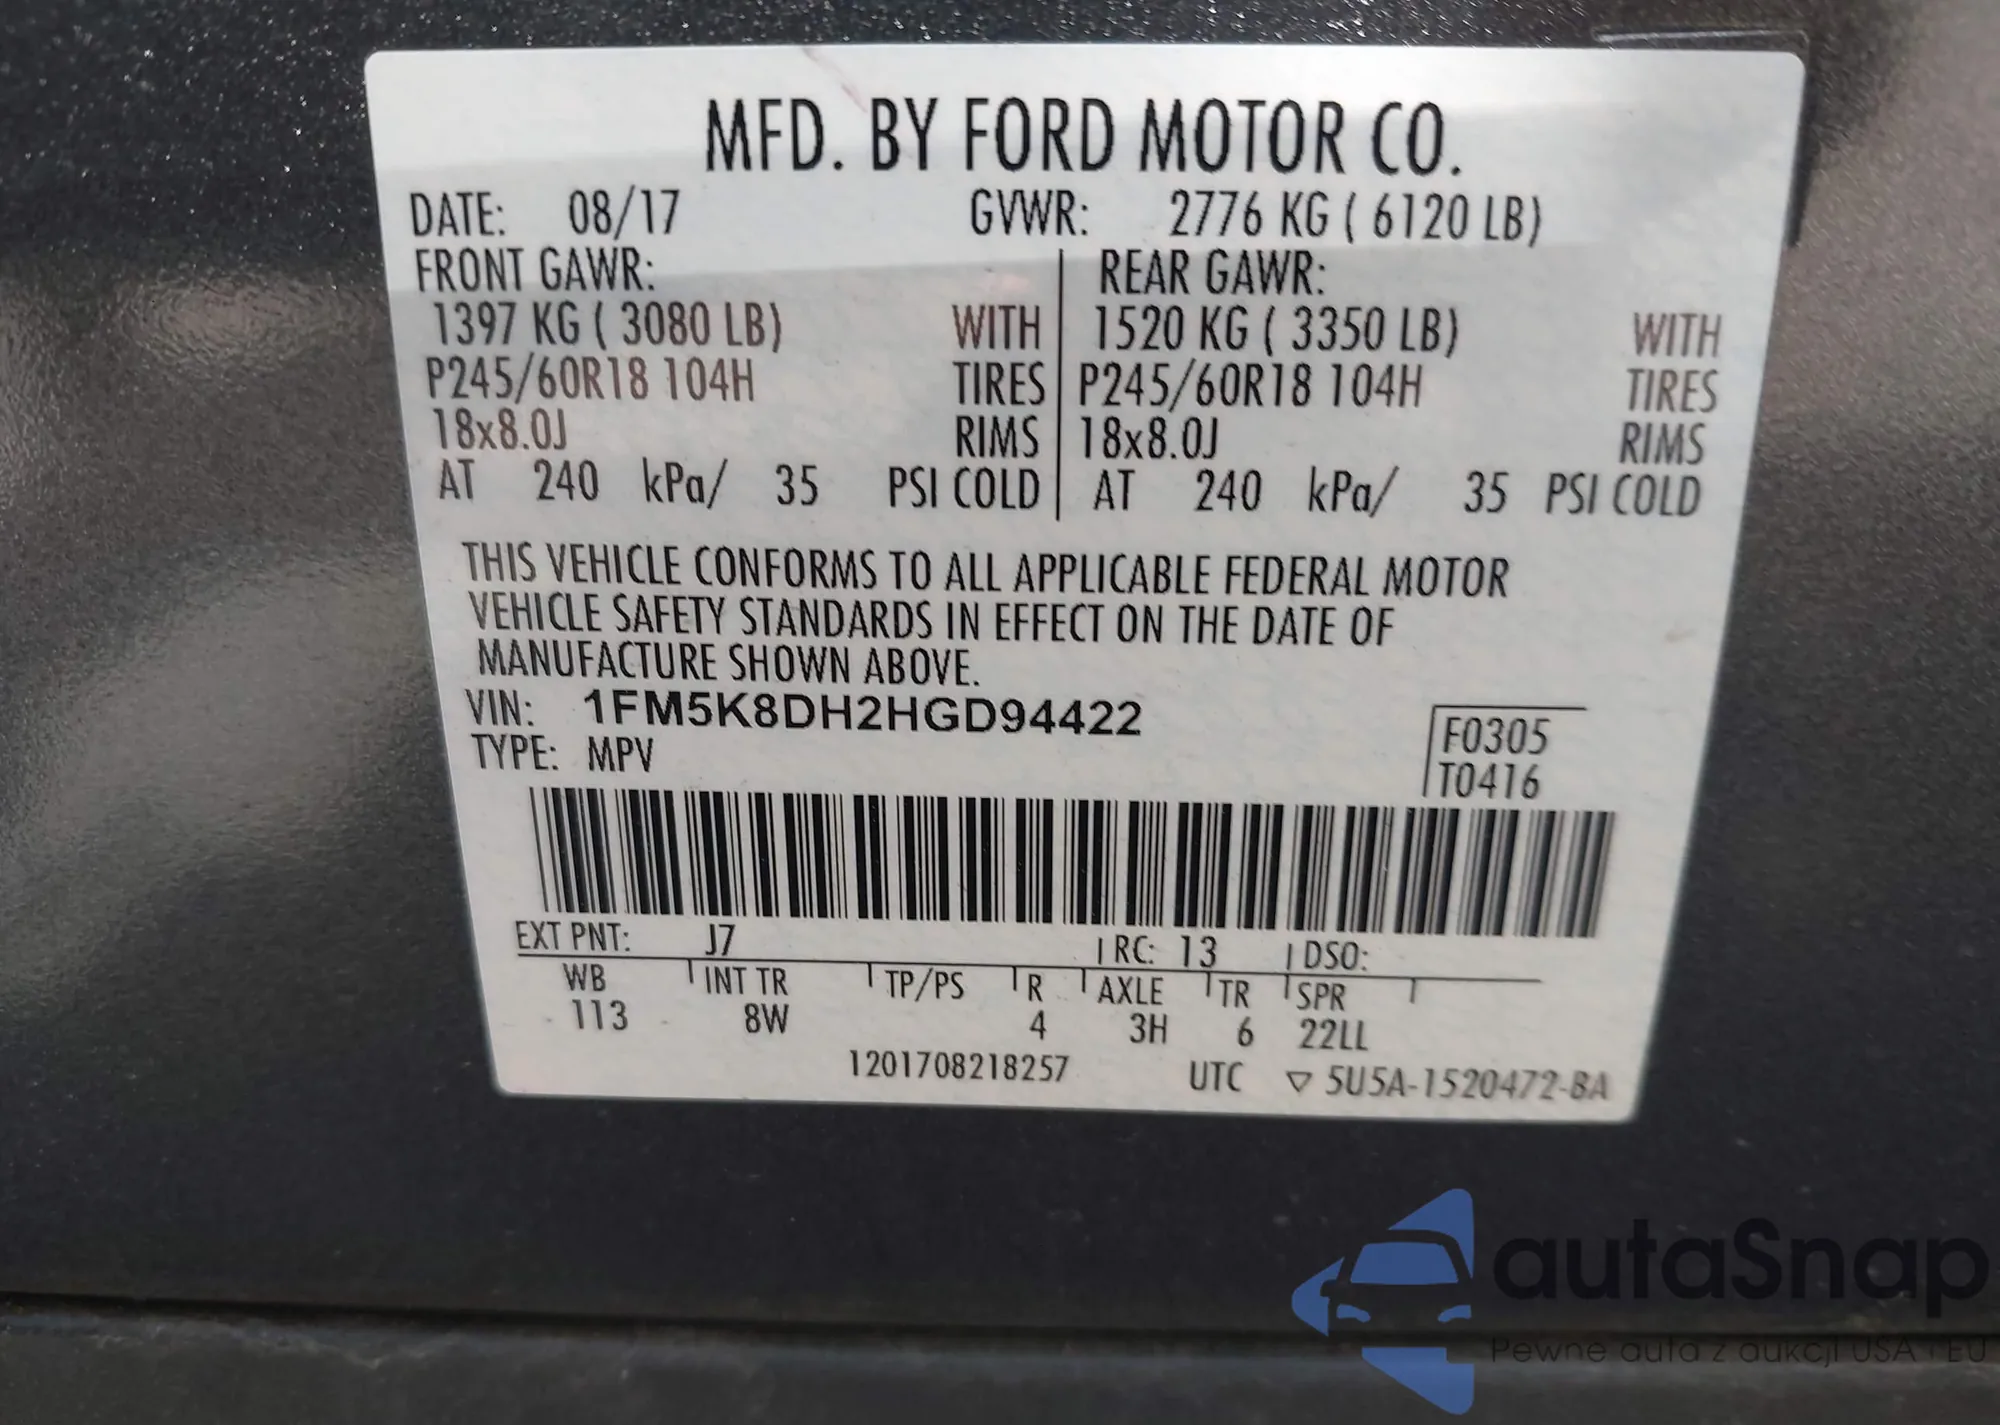 MFD. BY FORD MOTOR CO.
DATE: 08/17 GVWR: 2776 KG ( 6120 LB)
FRONT GAWR: REAR GAWR:
1397 KG ( 3080 LB) WITH 1520 KG ( 3350 LB) WITH
P245/60R18 104H TIRES P245/60R18 104H TIRES
18x8.0J RIMS 18x8.0J RIMS
AT 240 kPa/ 35 PSI COLD AT 240 kPa/ 35 PSI COLD
THIS VEHICLE CONFORMS TO ALL APPLICABLE FEDERAL MOTOR
VEHICLE SAFETY STANDARDS IN EFFECT ON THE DATE OF
MANUFACTURE SHOWN ABOVE.
VIN: 1FM5K8DH2HGD94422
TYPE: MPV
F0305
T0416
EXT PNT: J7 RC: 13 DSO:
WB INT TR TP/PS R AXLE TR SPR
113 8W 4 3H 6 22LL
1201708218257 UTC ▽ 5U5A-1520472-BA
autaSnap
Pewne auta z aukcji USA i EU